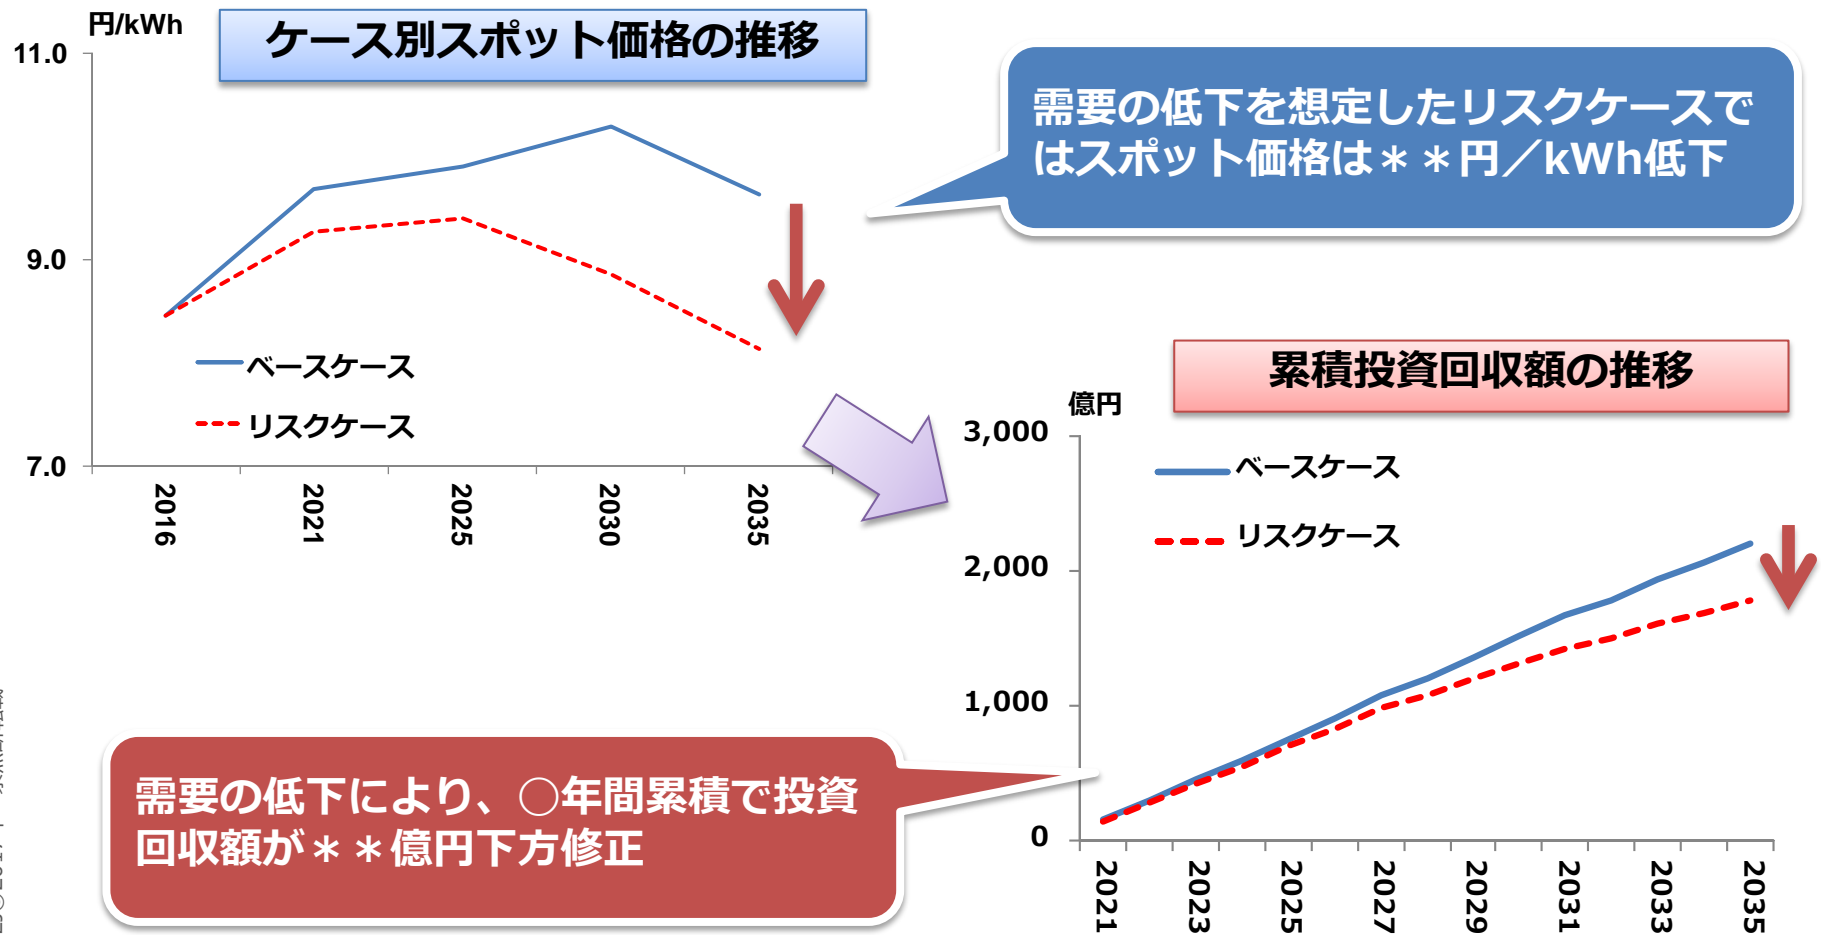 円/kWh
ケース別スポット価格の推移
11.0
9.0
7.0
ベースケース
リスクケース
2016
2021
2025
2030
2035
需要の低下を想定したリスクケースで
はスポット価格は＊＊円／kWh低下
累積投資回収額の推移
億円
3,000
2,000
1,000
0
ベースケース
リスクケース
2021
2023
2025
2027
2029
2031
2033
2035
需要の低下により、○年間累積で投資
回収額が＊＊億円下方修正